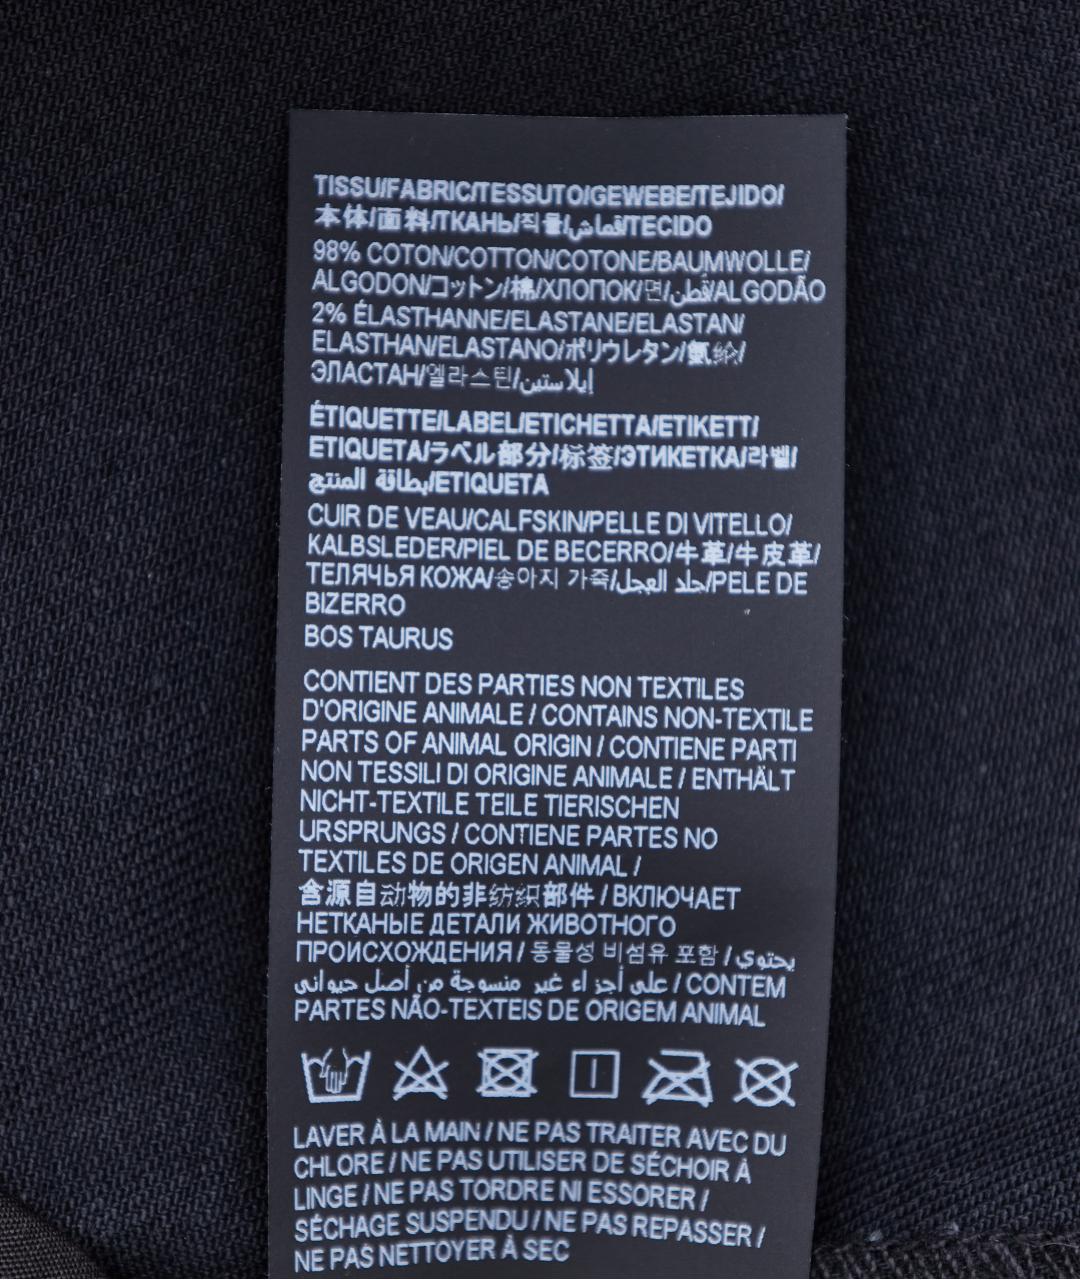 TISSU/FABRIC/TESSUTO/GEWEBE/TEJIDO/
本体/面料/ТКАНЬ/직물/قماش/TECIDO
98% COTON/COTTON/COTONE/BAUMWOLLE/
ALGODON/コットン/棉/ХЛОПОК/면/قطن/ALGODÃO
2% ÉLASTHANNE/ELASTANE/ELASTAN/
ELASTHAN/ELASTANO/ポリウレタン/氨纶/
ЭЛАСТАН/엘라스틴/إيلاستين
ÉTIQUETTE/LABEL/ETICHETTA/ETIKETT/
ETIQUETA/ラベル部分/标签/ЭТИКЕТКА/라벨/
بطاقة المنتج/ETIQUETA
CUIR DE VEAU/CALFSKIN/PELLE DI VITELLO/
KALBSLEDER/PIEL DE BECERRO/牛革/牛皮革/
ТЕЛЯЧЬЯ КОЖА/송아지 가죽/جلد العجل/PELE DE
BIZERRO
BOS TAURUS
CONTIENT DES PARTIES NON TEXTILES
D'ORIGINE ANIMALE / CONTAINS NON-TEXTILE
PARTS OF ANIMAL ORIGIN / CONTIENE PARTI
NON TESSILI DI ORIGINE ANIMALE / ENTHÄLT
NICHT-TEXTILE TEILE TIERISCHEN
URSPRUNGS / CONTIENE PARTES NO
TEXTILES DE ORIGEN ANIMAL /
含源自动物的非纺织部件 / ВКЛЮЧАЕТ
НЕТКАНЫЕ ДЕТАЛИ ЖИВОТНОГО
ПРОИСХОЖДЕНИЯ / 동물성 비섬유 포함 / يحتوي
على أجزاء غير منسوجة من أصل حيواني / CONTEM
PARTES NÃO-TEXTEIS DE ORIGEM ANIMAL
LAVER À LA MAIN / NE PAS TRAITER AVEC DU
CHLORE / NE PAS UTILISER DE SÉCHOIR À
LINGE / NE PAS TORDRE NI ESSORER /
SÉCHAGE SUSPENDU / NE PAS REPASSER /
NE PAS NETTOYER À SEC